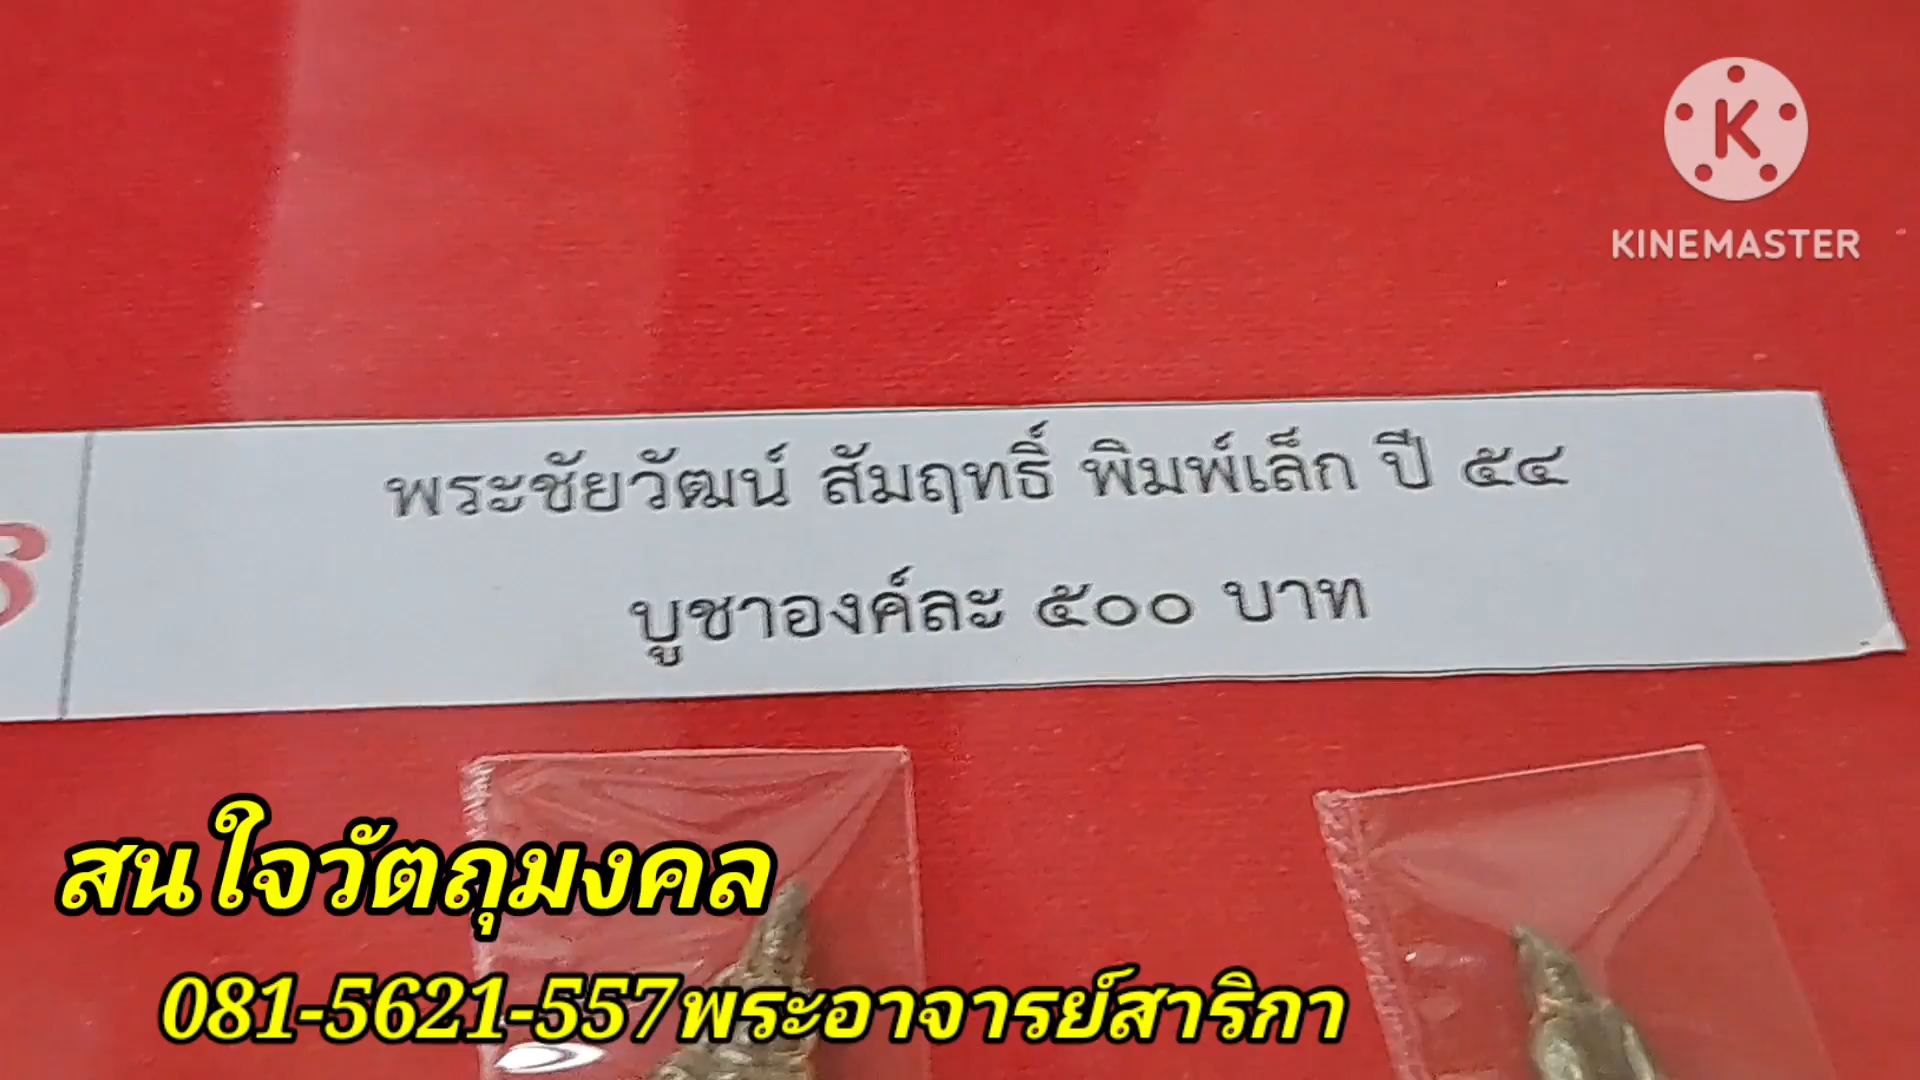 KINEMASTER
พระชัยวัฒน์ สัมฤทธิ์ พิมพ์เล็ก ปี ๕๔
บูชาองค์ละ ๕๐๐ บาท
สนใจวัตถุมงคล
081-5621-557พระอาจารย์สาริกา